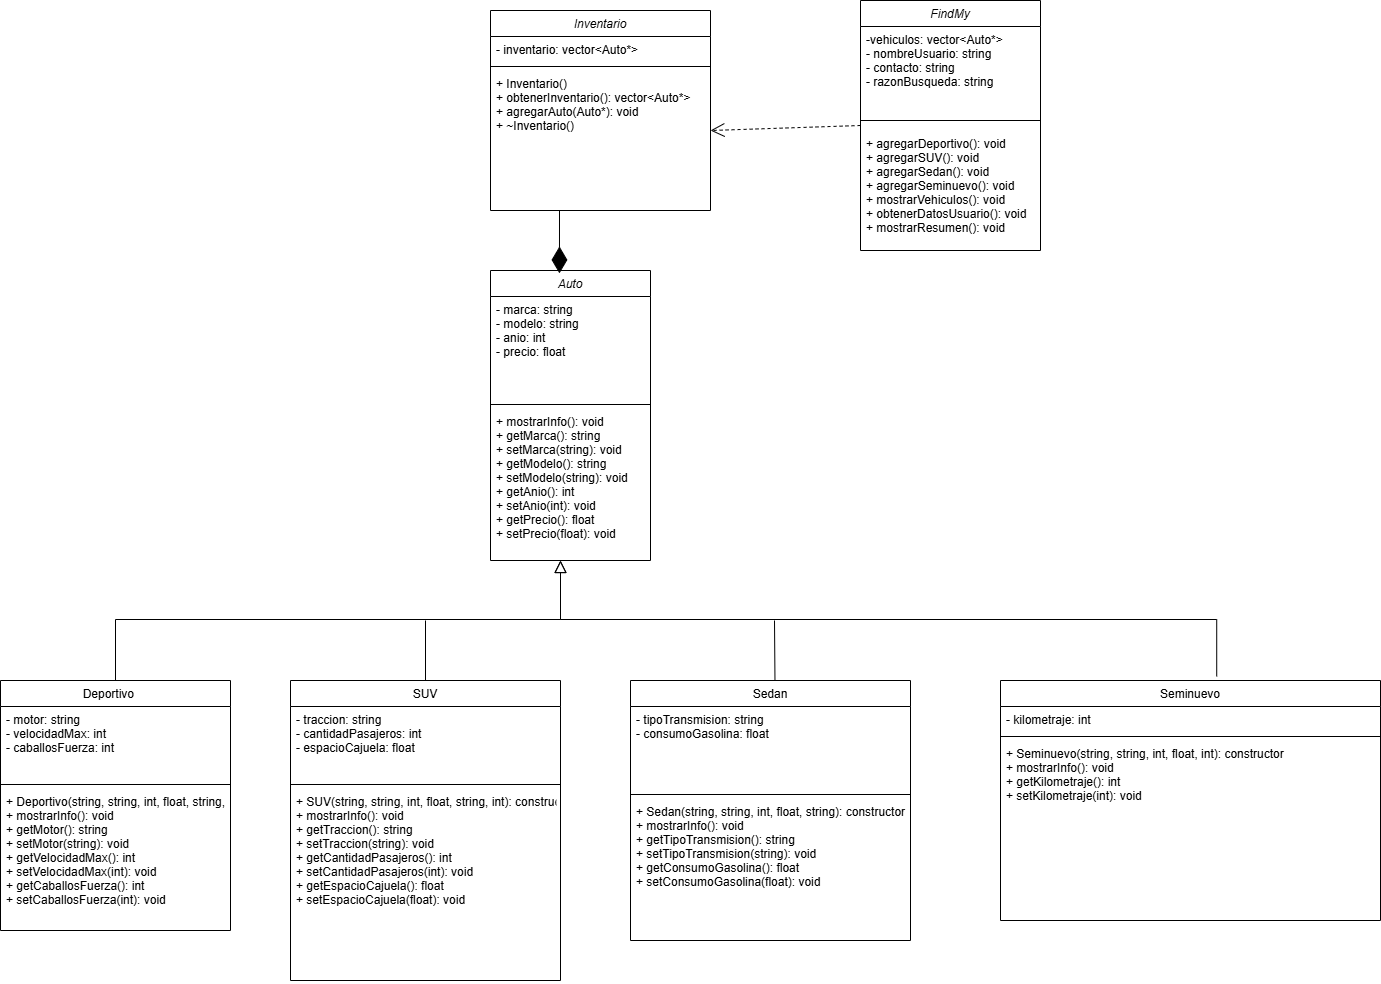 Inventario
- inventario: vector<Auto*>
+ Inventario()
+ obtenerInventario(): vector<Auto*>
+ agregarAuto(Auto*): void
+ ~Inventario()
FindMy
-vehiculos: vector<Auto*>
- nombreUsuario: string
- contacto: string
- razonBusqueda: string
+ agregarDeportivo(): void
+ agregarSUV(): void
+ agregarSedan(): void
+ agregarSeminuevo(): void
+ mostrarVehiculos(): void
+ obtenerDatosUsuario(): void
+ mostrarResumen(): void
Auto
- marca: string
- modelo: string
- anio: int
- precio: float
+ mostrarInfo(): void
+ getMarca(): string
+ setMarca(string): void
+ getModelo(): string
+ setModelo(string): void
+ getAnio(): int
+ setAnio(int): void
+ getPrecio(): float
+ setPrecio(float): void
Deportivo
- motor: string
- velocidadMax: int
- caballosFuerza: int
+ Deportivo(string, string, int, float, string,
+ mostrarInfo(): void
+ getMotor(): string
+ setMotor(string): void
+ getVelocidadMax(): int
+ setVelocidadMax(int): void
+ getCaballosFuerza(): int
+ setCaballosFuerza(int): void
SUV
- traccion: string
- cantidadPasajeros: int
- espacioCajuela: float
+ SUV(string, string, int, float, string, int): constru
+ mostrarInfo(): void
+ getTraccion(): string
+ setTraccion(string): void
+ getCantidadPasajeros(): int
+ setCantidadPasajeros(int): void
+ getEspacioCajuela(): float
+ setEspacioCajuela(float): void
Sedan
- tipoTransmision: string
- consumoGasolina: float
+ Sedan(string, string, int, float, string): constructor
+ mostrarInfo(): void
+ getTipoTransmision(): string
+ setTipoTransmision(string): void
+ getConsumoGasolina(): float
+ setConsumoGasolina(float): void
Seminuevo
- kilometraje: int
+ Seminuevo(string, string, int, float, int): constructor
+ mostrarInfo(): void
+ getKilometraje(): int
+ setKilometraje(int): void